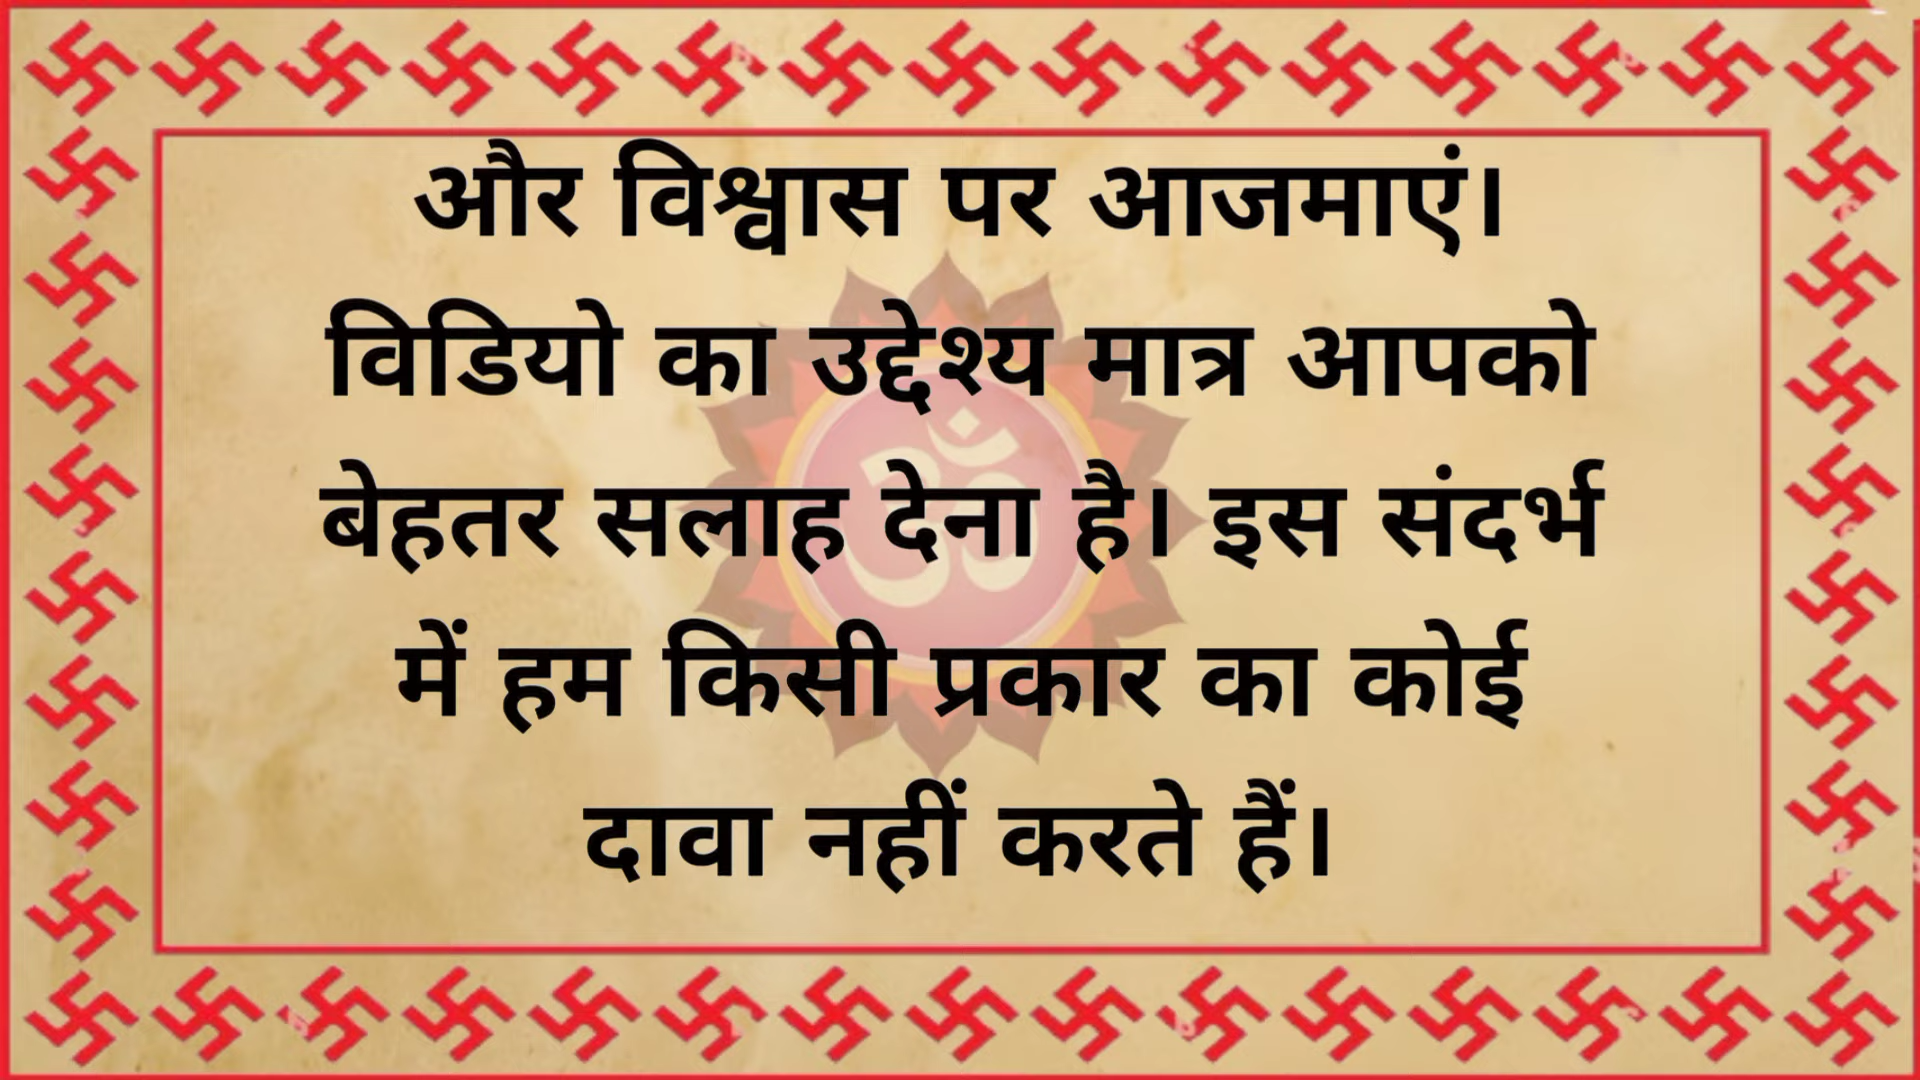 और विश्वास पर आजमाएं।
विडियो का उद्देश्य मात्र आपको
बेहतर सलाह देना है। इस संदर्भ
में हम किसी प्रकार का कोई
दावा नहीं करते हैं।
ॐ